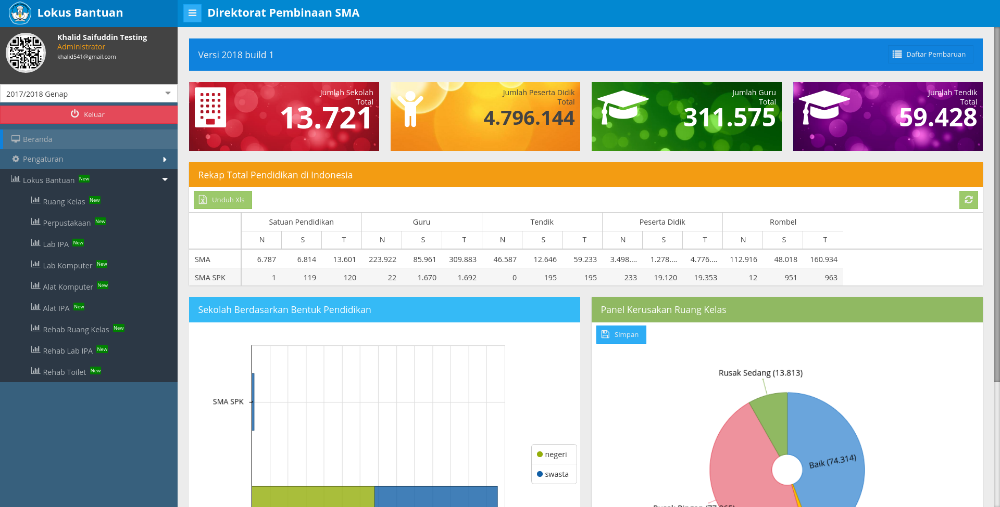 Lokus Bantuan
Direktorat Pembinaan SMA
Khalid Saifuddin Testing
Administrator
khalid541@gmail.com
2017/2018 Genap
Keluar
Beranda
Pengaturan
Lokus Bantuan New
Ruang Kelas New
Perpustakaan New
Lab IPA New
Lab Komputer New
Alat Komputer New
Alat IPA New
Rehab Ruang Kelas New
Rehab Lab IPA New
Rehab Toilet New
Versi 2018 build 1
Daftar Pembaruan
Jumlah Sekolah
Total
13.721
Jumlah Peserta Didik
Total
4.796.144
Jumlah Guru
Total
311.575
Jumlah Tendik
Total
59.428
Rekap Total Pendidikan di Indonesia
Unduh Xls
Satuan Pendidikan Guru Tendik Peserta Didik Rombel
N S T N S T N S T N S T N S T
SMA 6.787 6.814 13.601 223.922 85.961 309.883 46.587 12.646 59.233 3.498.... 1.278.... 4.776.... 112.916 48.018 160.934
SMA SPK 1 119 120 22 1.670 1.692 0 195 195 233 19.120 19.353 12 951 963
Sekolah Berdasarkan Bentuk Pendidikan
SMA SPK
negeri
swasta
Panel Kerusakan Ruang Kelas
Simpan
Rusak Sedang (13.813)
Baik (74.314)